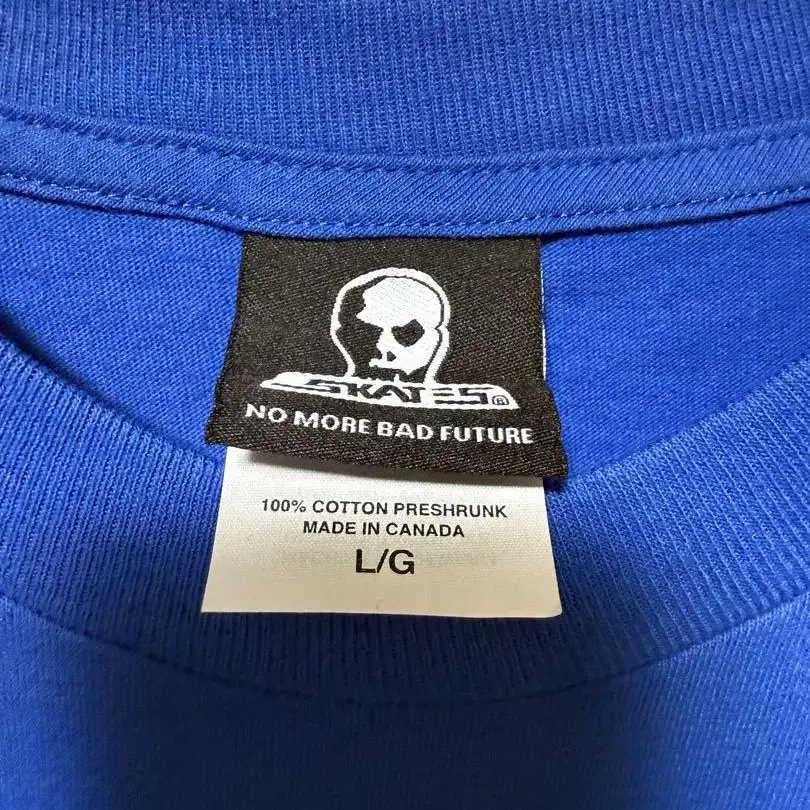 SKATES®
NO MORE BAD FUTURE
100% COTTON PRESHRUNK
MADE IN CANADA
L/G